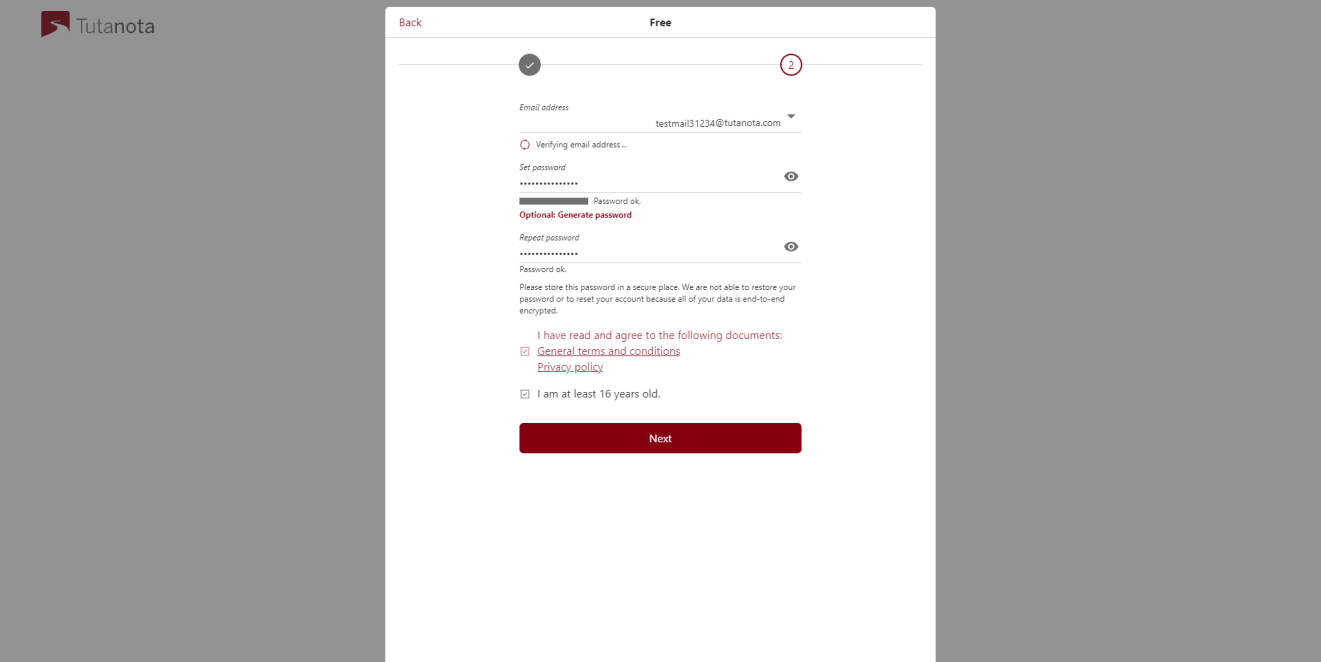 Tutanota
Back
Free
2
Email address
testmail31234@tutanota.com
Verifying email address ...
Set password
•••••••••••••••
Password ok.
Optional: Generate password
Repeat password
•••••••••••••••
Password ok.
Please store this password in a secure place. We are not able to restore your
password or to reset your account because all of your data is end-to-end
encrypted.
I have read and agree to the following documents:
General terms and conditions
Privacy policy
I am at least 16 years old.
Next